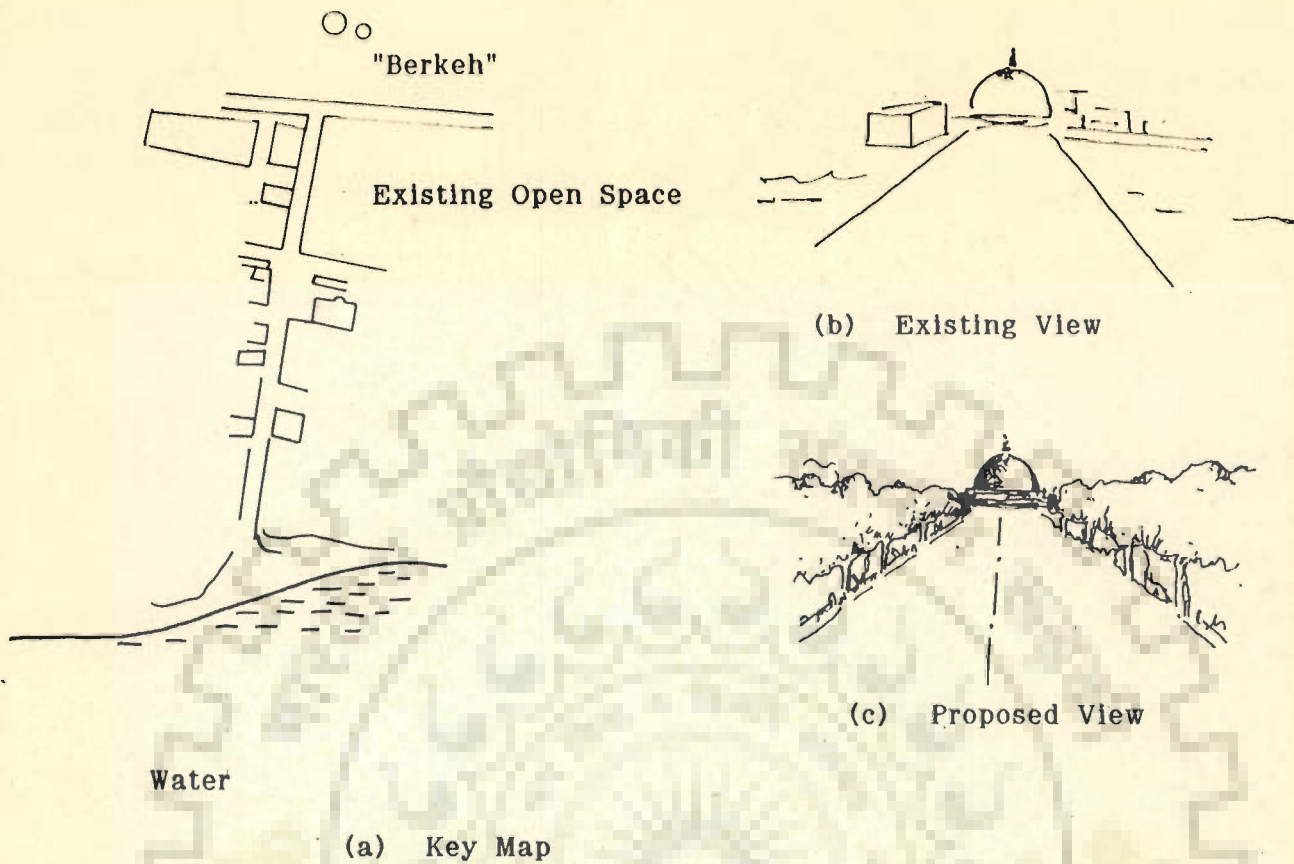 "Berkeh"
Existing Open Space
(b) Existing View
(c) Proposed View
Water
(a) Key Map